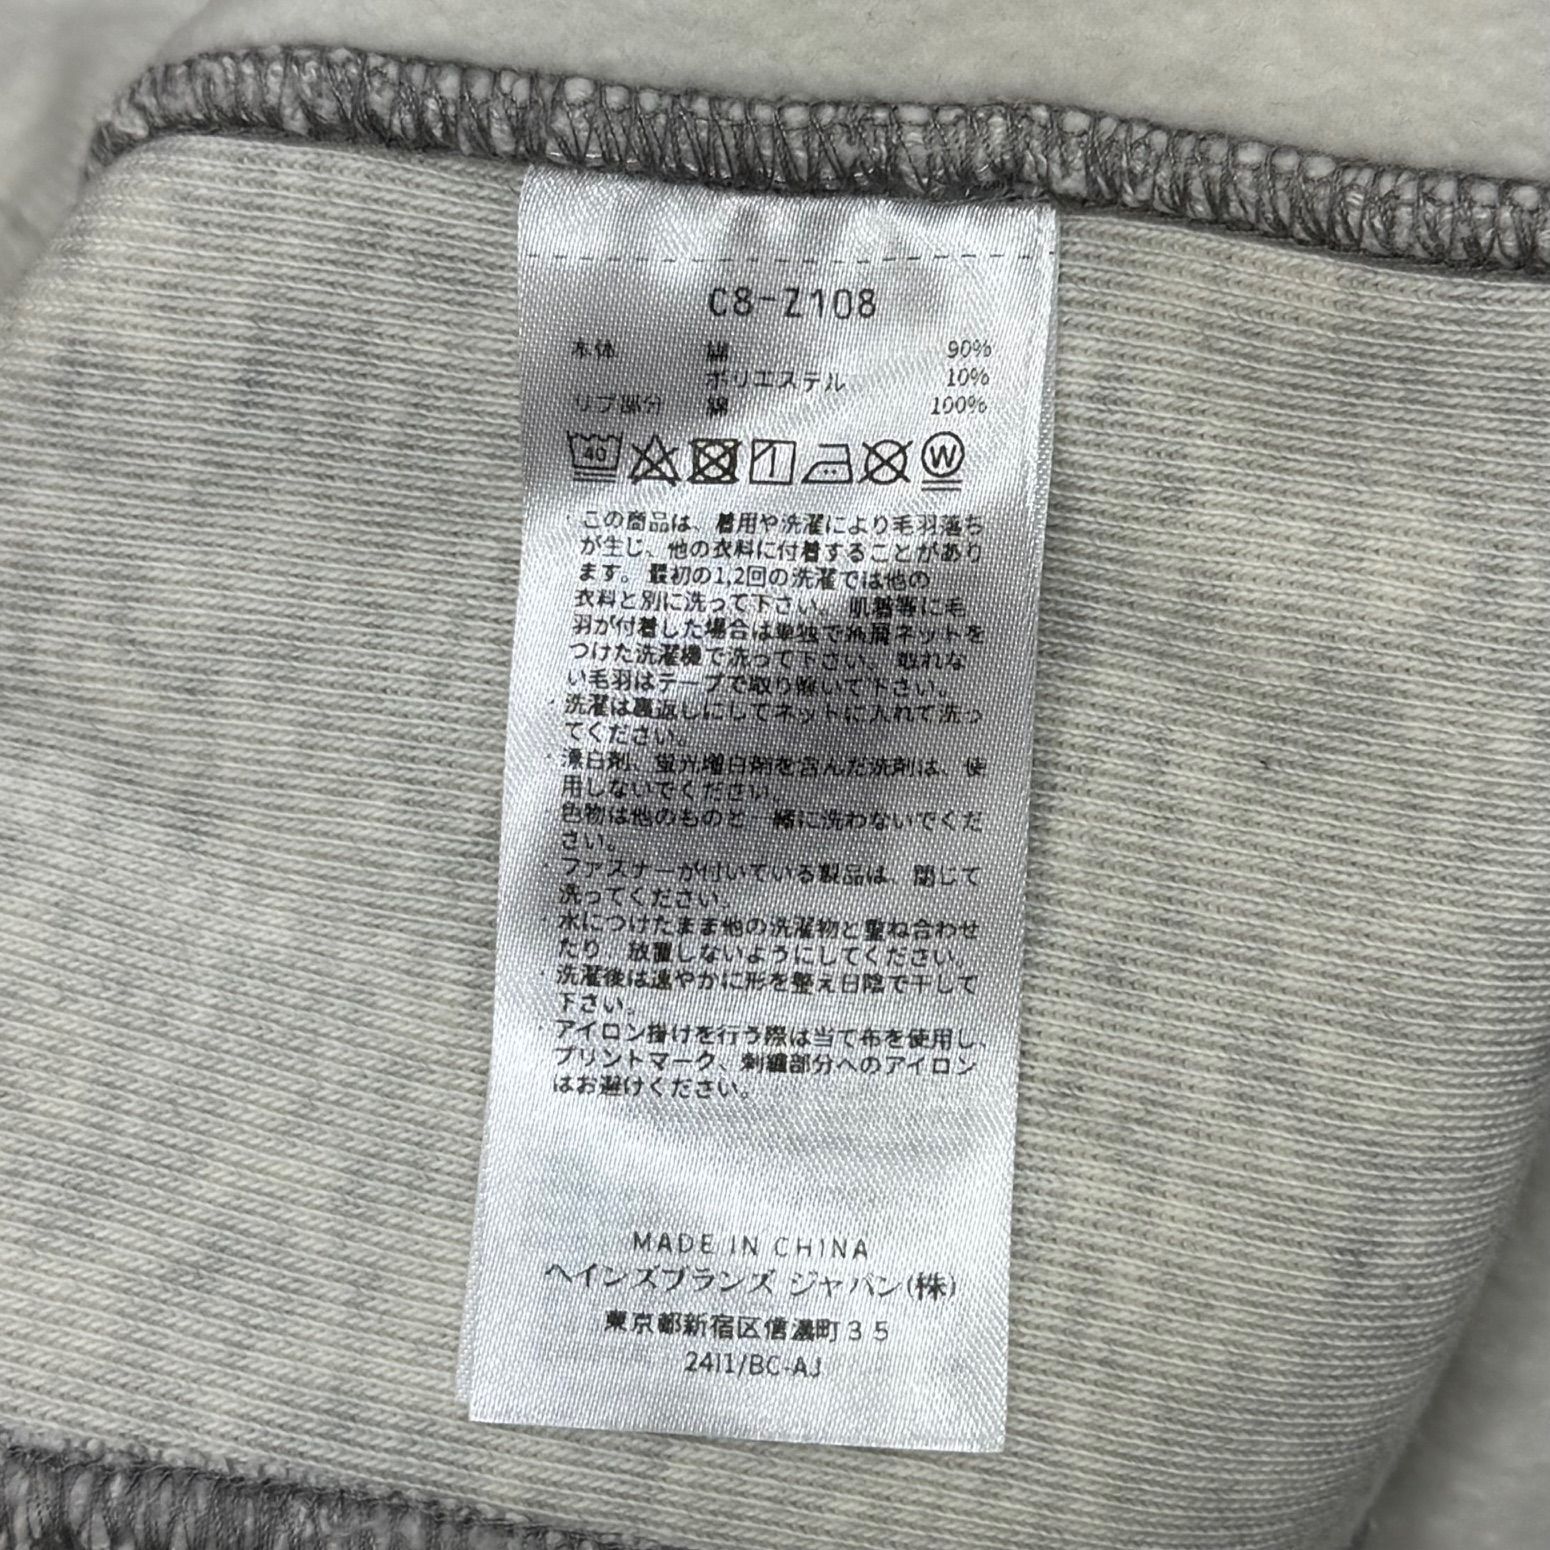 C8-Z108
本体 綿 90%
ポリエステル 10%
リブ部分 綿 100%
40
W
・この商品は、着用や洗濯により毛羽落ち
が生じ、他の衣料に付着することがあり
ます。最初の1,2回の洗濯では他の
衣料と別に洗って下さい。肌着等に毛
羽が付着した場合は単独で糸屑ネットを
つけた洗濯機で洗って下さい。取れな
い毛羽はテープで取り除いて下さい。
・洗濯は裏返しにしてネットに入れて洗っ
てください。
・漂白剤、蛍光増白剤を含んだ洗剤は、使
用しないでください。
色物は他のものと一緒に洗わないでくだ
さい。
・ファスナーが付いている製品は、閉じて
洗ってください。
・水につけたまま他の洗濯物と重ね合わせ
たり、放置しないようにしてください。
・洗濯後は速やかに形を整え日陰で干して
下さい。
・アイロン掛けを行う際は当て布を使用し、
プリントマーク、刺繍部分へのアイロン
はお避けください。
MADE IN CHINA
ヘインズブランズ ジャパン(株)
東京都新宿区信濃町35
2411/BC-AJ